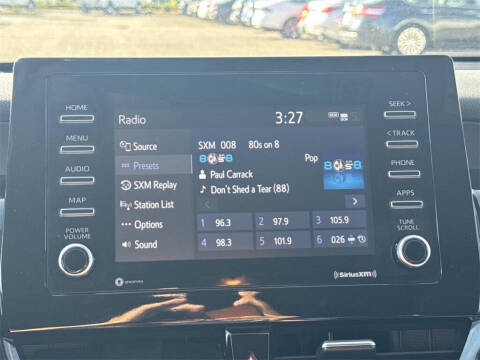 HOME
MENU
AUDIO
MAP
POWER
VOLUME
Radio
3:27
Source
Presets
SXM Replay
Station List
Options
Sound
SXM 008 80s on 8
Pop
Paul Carrack
Don't Shed a Tear (88)
1 96.3 2 97.9 3 105.9
4 98.3 5 101.9 6 026
SEEK >
< TRACK
PHONE
APPS
TUNE
SCROLL
SiriusXM